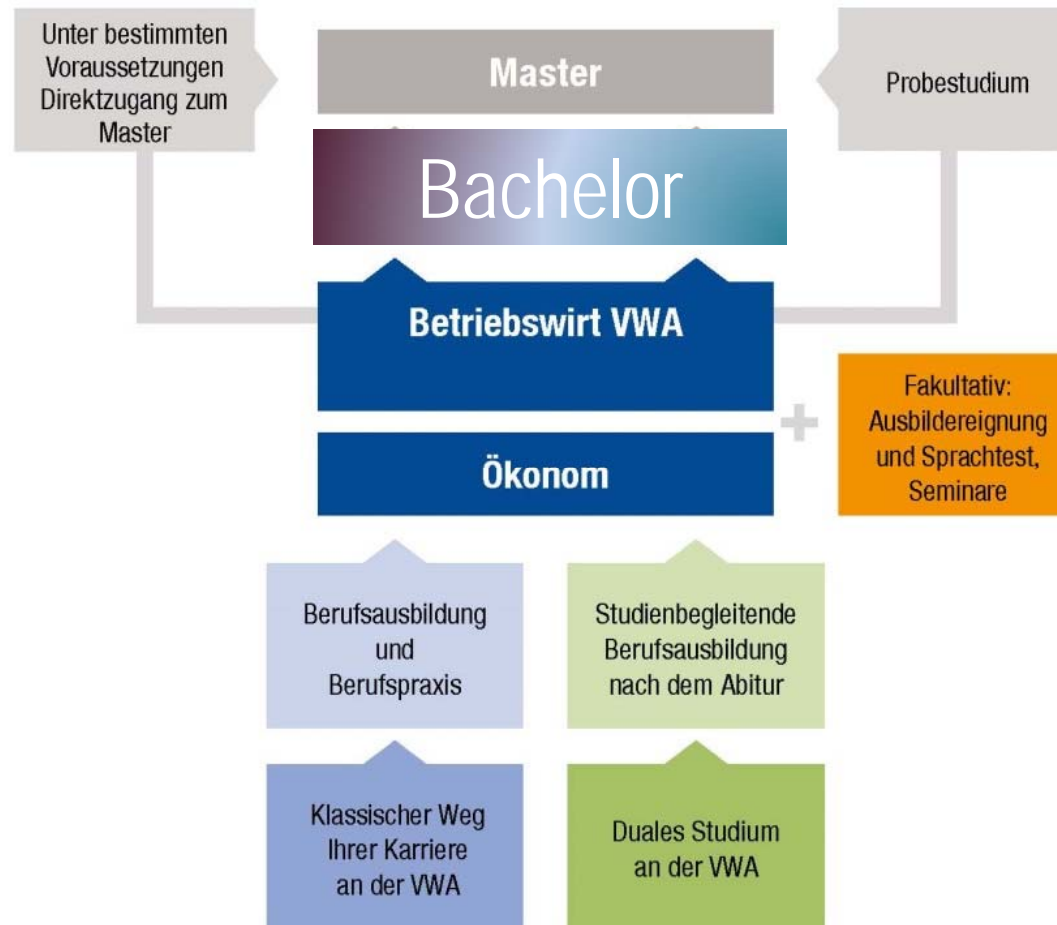 Unter bestimmten
Voraussetzungen
Direktzugang zum
Master
Master
Probestudium
Bachelor
Betriebswirt VWA
Ökonom
+
Fakultativ:
Ausbildereignung
und Sprachtest,
Seminare
Berufsausbildung
und
Berufspraxis
Studienbegleitende
Berufsausbildung
nach dem Abitur
Klassischer Weg
Ihrer Karriere
an der VWA
Duales Studium
an der VWA